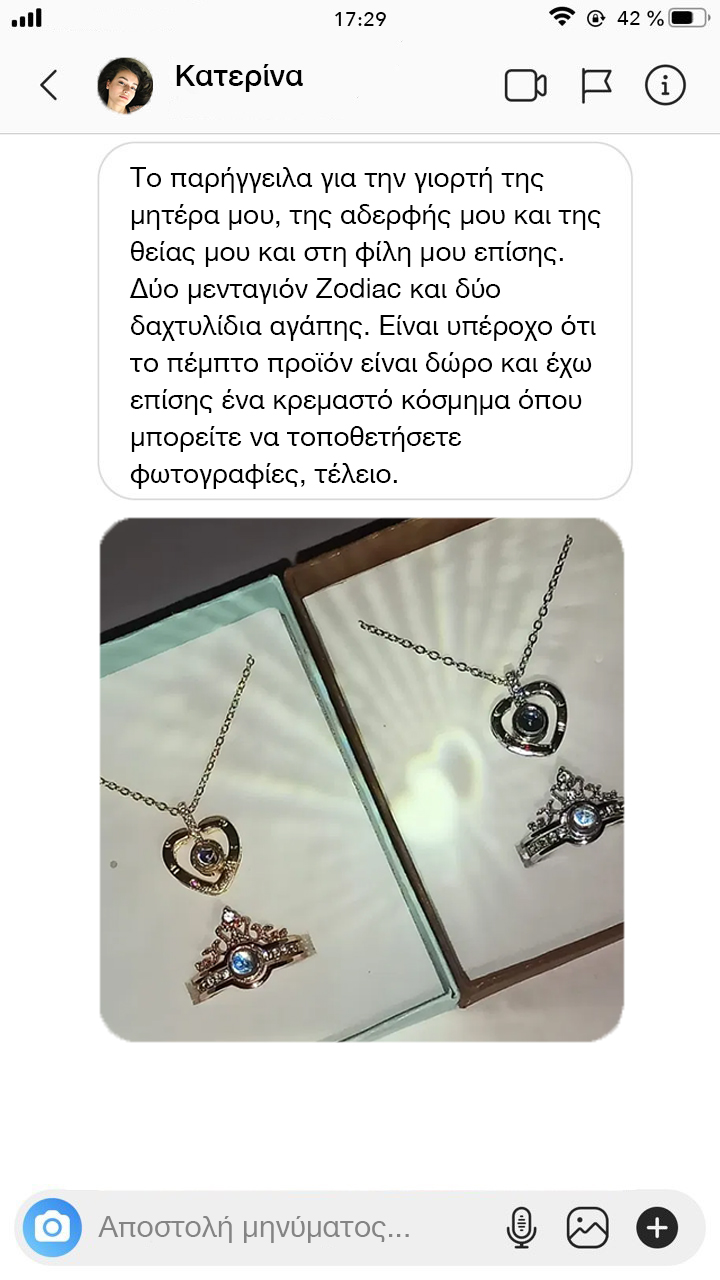 17:29
42 %
Κατερίνα
Το παρήγγειλα για την γιορτή της
μητέρα μου, της αδερφής μου και της
θείας μου και στη φίλη μου επίσης.
Δύο μενταγιόν Zodiac και δύο
δαχτυλίδια αγάπης. Είναι υπέροχο ότι
το πέμπτο προϊόν είναι δώρο και έχω
επίσης ένα κρεμαστό κόσμημα όπου
μπορείτε να τοποθετήσετε
φωτογραφίες, τέλειο.
Αποστολή μηνύματος...